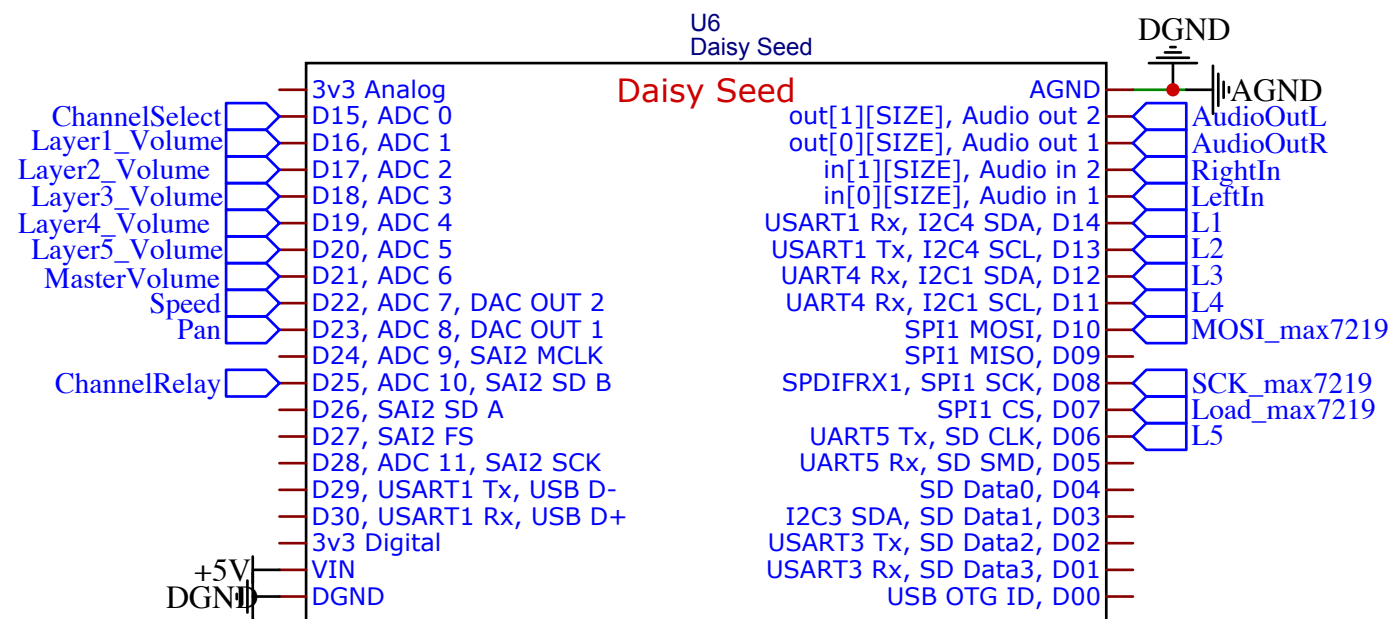 U6
Daisy Seed
DGND
Daisy Seed
3v3 Analog AGND AGND
ChannelSelect D15, ADC 0 out[1][SIZE], Audio out 2 AudioOutL
Layer1_Volume D16, ADC 1 out[0][SIZE], Audio out 1 AudioOutR
Layer2_Volume D17, ADC 2 in[1][SIZE], Audio in 2 RightIn
Layer3_Volume D18, ADC 3 in[0][SIZE], Audio in 1 LeftIn
Layer4_Volume D19, ADC 4 USART1 Rx, I2C4 SDA, D14 L1
Layer5_Volume D20, ADC 5 USART1 Tx, I2C4 SCL, D13 L2
MasterVolume D21, ADC 6 UART4 Rx, I2C1 SDA, D12 L3
Speed D22, ADC 7, DAC OUT 2 UART4 Rx, I2C1 SCL, D11 L4
Pan D23, ADC 8, DAC OUT 1 SPI1 MOSI, D10 MOSI_max7219
D24, ADC 9, SAI2 MCLK SPI1 MISO, D09
ChannelRelay D25, ADC 10, SAI2 SD B SPDIFRX1, SPI1 SCK, D08 SCK_max7219
D26, SAI2 SD A SPI1 CS, D07 Load_max7219
D27, SAI2 FS UART5 Tx, SD CLK, D06 L5
D28, ADC 11, SAI2 SCK UART5 Rx, SD SMD, D05
D29, USART1 Tx, USB D- SD Data0, D04
D30, USART1 Rx, USB D+ I2C3 SDA, SD Data1, D03
3v3 Digital USART3 Tx, SD Data2, D02
+5V VIN USART3 Rx, SD Data3, D01
DGND DGND USB OTG ID, D00